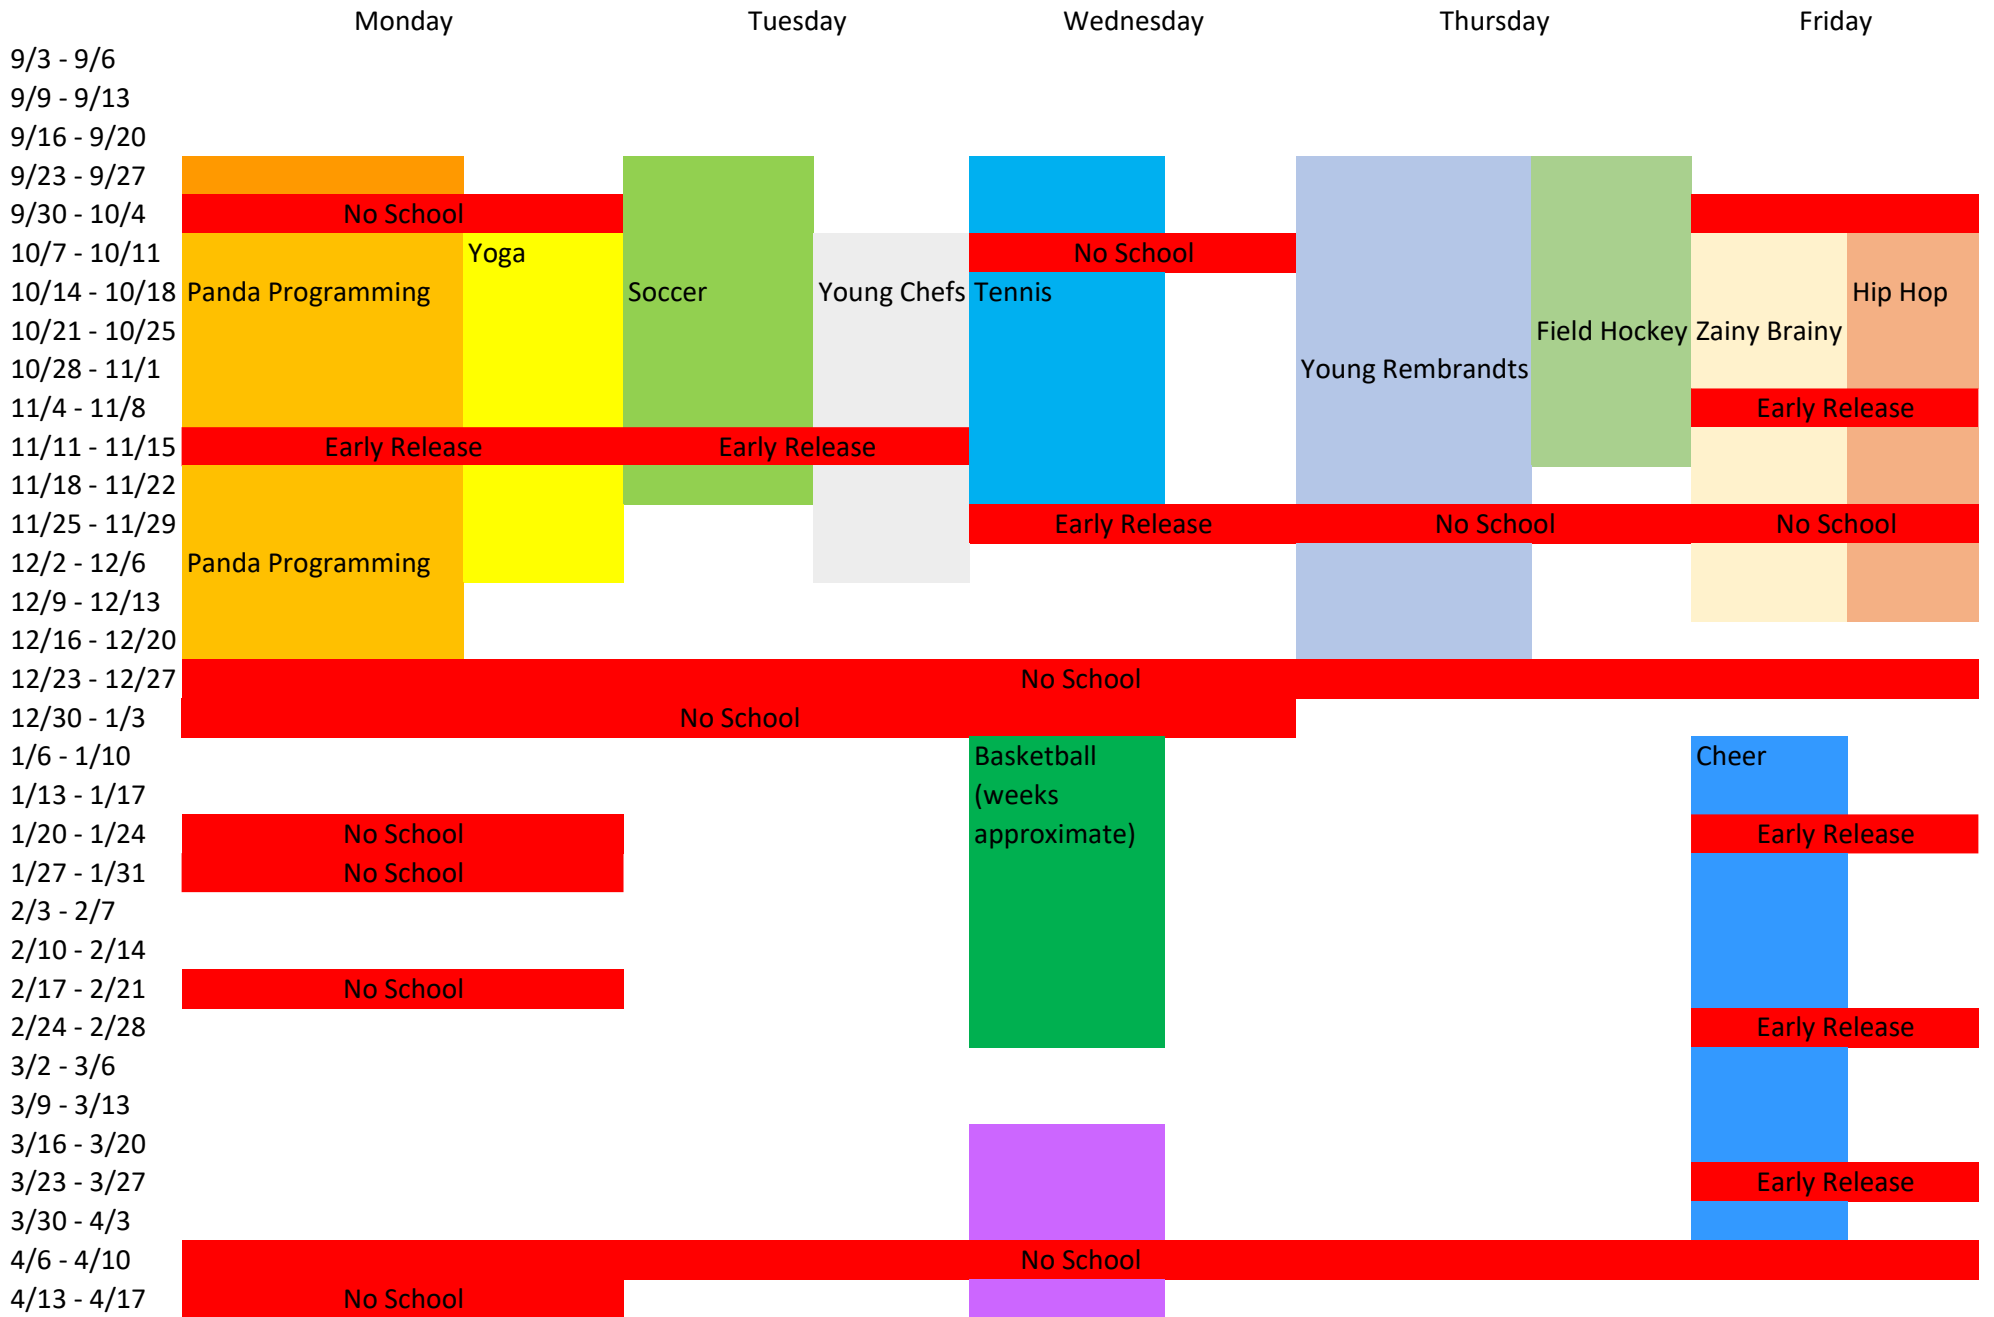 Monday Tuesday Wednesday Thursday Friday
9/3 - 9/6
9/9 - 9/13
9/16 - 9/20
9/23 - 9/27
9/30 - 10/4 No School
10/7 - 10/11 Yoga No School
10/14 - 10/18 Panda Programming Soccer Young Chefs Tennis Hip Hop
10/21 - 10/25 Field Hockey Zainy Brainy
10/28 - 11/1 Young Rembrandts
11/4 - 11/8 Early Release
11/11 - 11/15 Early Release Early Release
11/18 - 11/22
11/25 - 11/29 Early Release No School No School
12/2 - 12/6 Panda Programming
12/9 - 12/13
12/16 - 12/20
12/23 - 12/27 No School
12/30 - 1/3 No School
1/6 - 1/10 Basketball Cheer
1/13 - 1/17 (weeks
1/20 - 1/24 No School approximate) Early Release
1/27 - 1/31 No School
2/3 - 2/7
2/10 - 2/14
2/17 - 2/21 No School
2/24 - 2/28 Early Release
3/2 - 3/6
3/9 - 3/13
3/16 - 3/20
3/23 - 3/27 Early Release
3/30 - 4/3
4/6 - 4/10 No School
4/13 - 4/17 No School